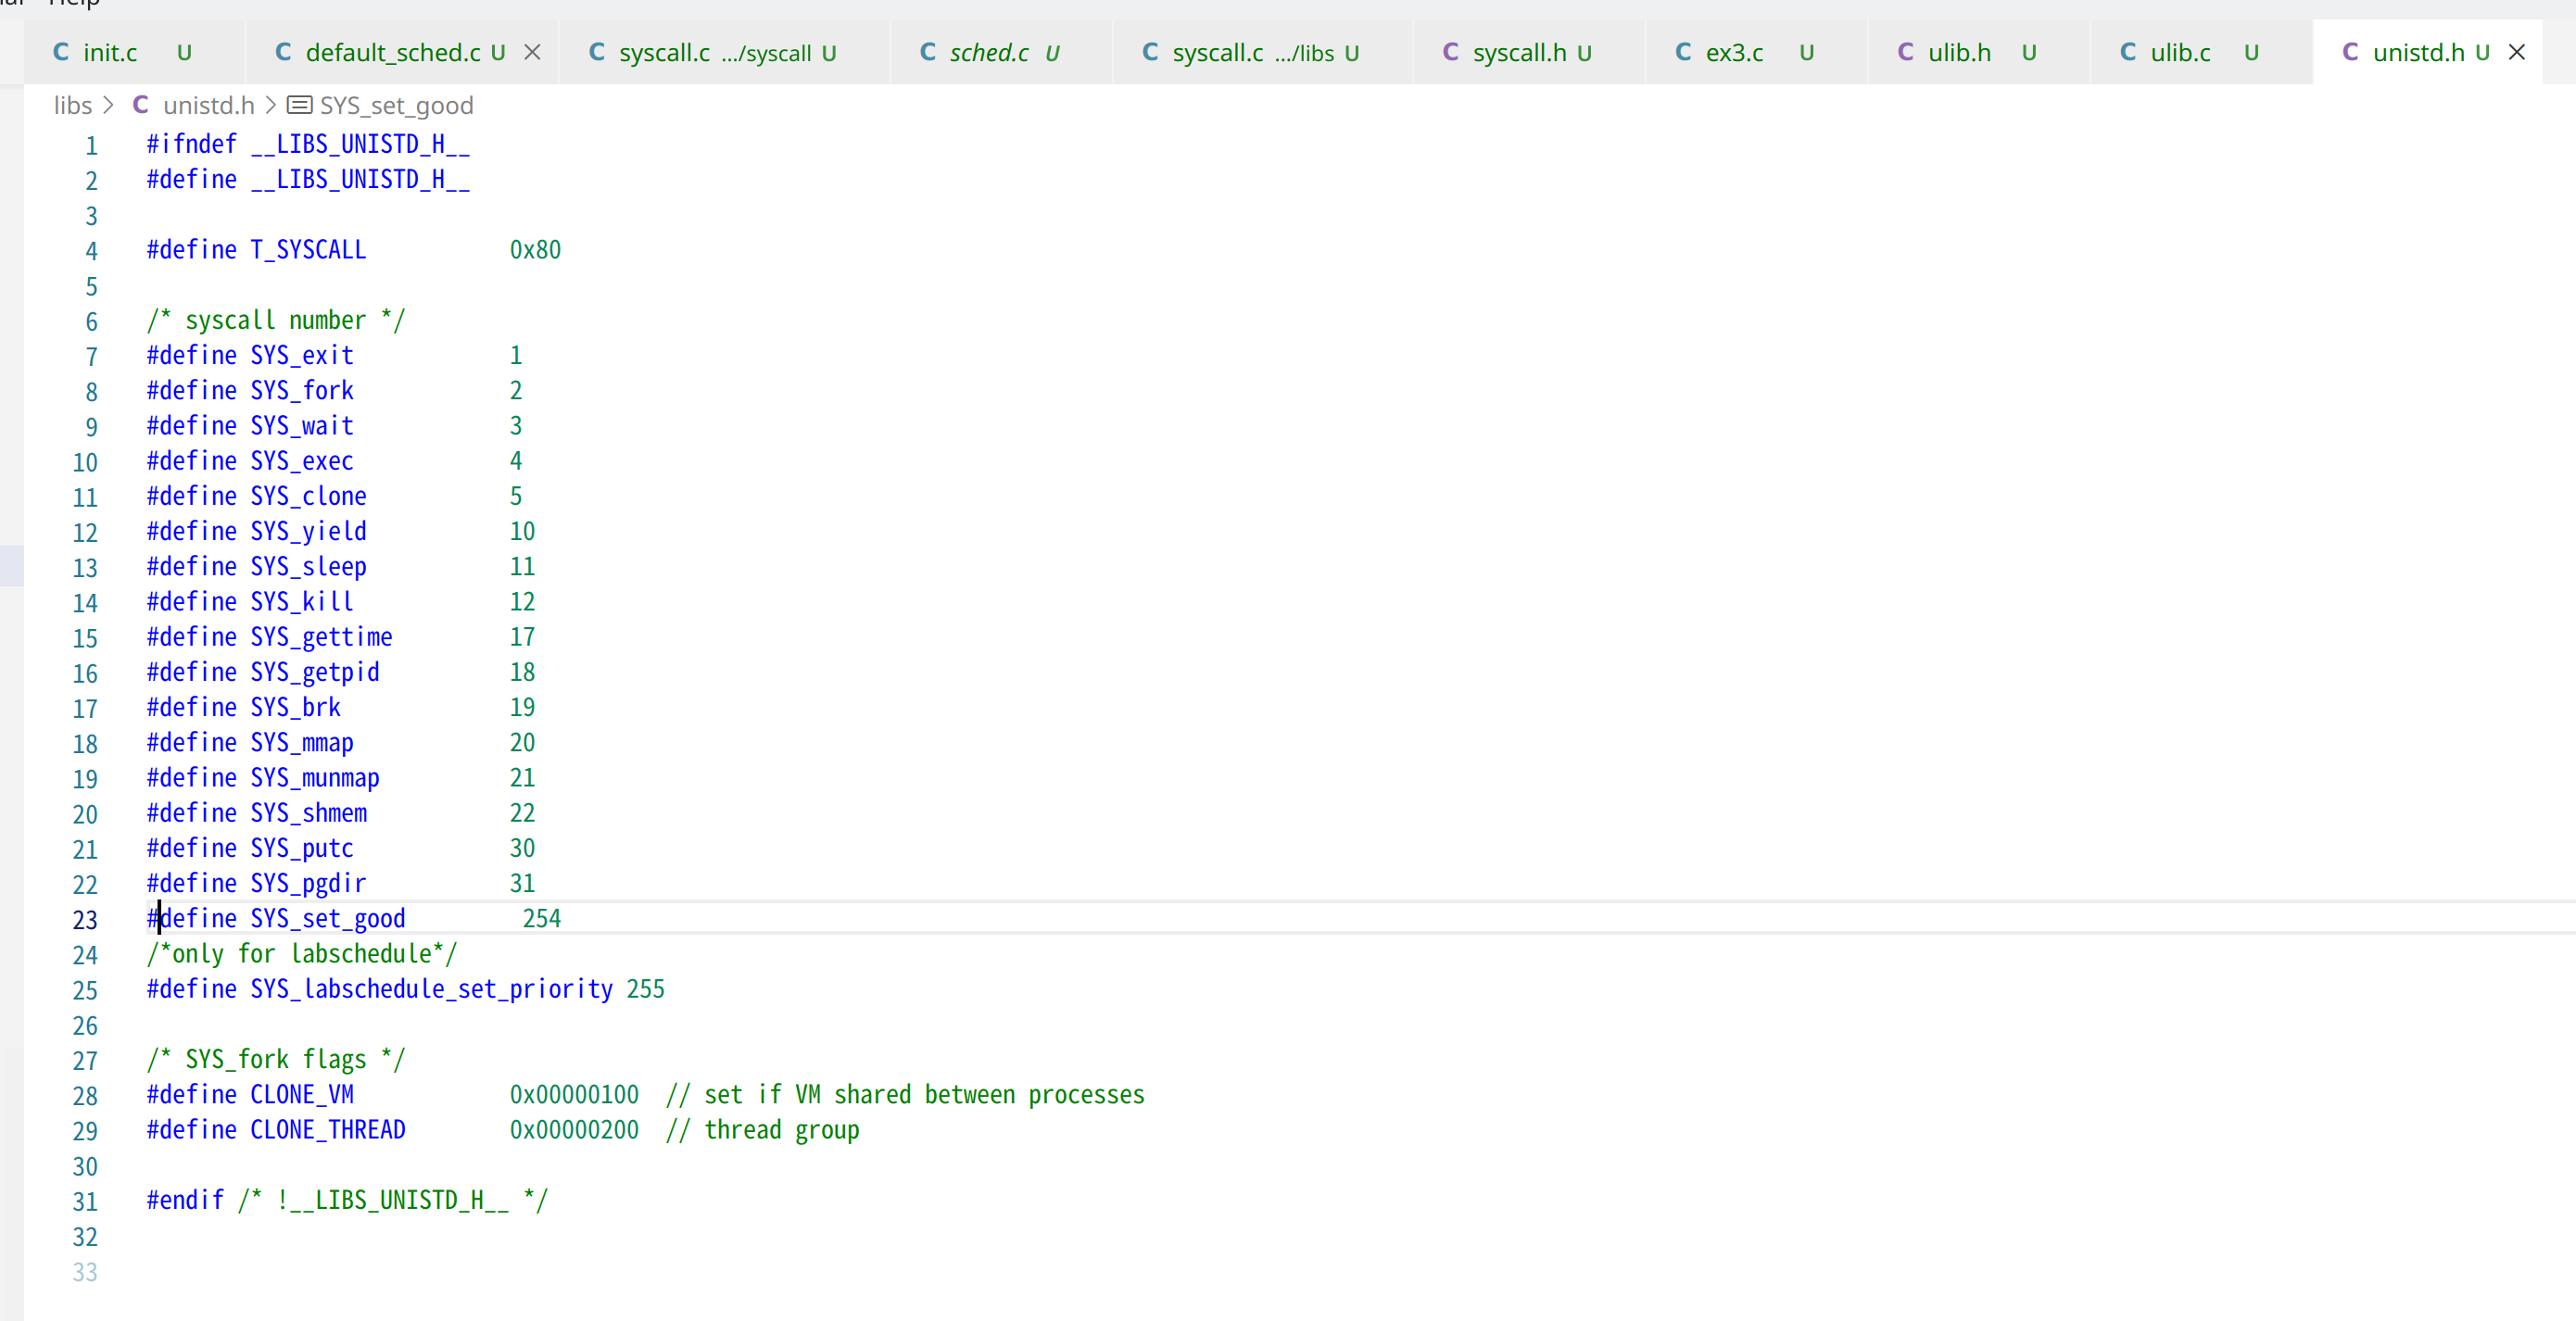 Help
init.c U default_sched.c U syscall.c .../syscall U sched.c U syscall.c .../libs U syscall.h U ex3.c U ulib.h U ulib.c U unistd.h U
libs > C unistd.h > SYS_set_good
1 #ifndef __LIBS_UNISTD_H__
2 #define __LIBS_UNISTD_H__
3
4 #define T_SYSCALL 0x80
5
6 /* syscall number */
7 #define SYS_exit 1
8 #define SYS_fork 2
9 #define SYS_wait 3
10 #define SYS_exec 4
11 #define SYS_clone 5
12 #define SYS_yield 10
13 #define SYS_sleep 11
14 #define SYS_kill 12
15 #define SYS_gettime 17
16 #define SYS_getpid 18
17 #define SYS_brk 19
18 #define SYS_mmap 20
19 #define SYS_munmap 21
20 #define SYS_shmem 22
21 #define SYS_putc 30
22 #define SYS_pgdir 31
23 #define SYS_set_good 254
24 /*only for labschedule*/
25 #define SYS_labschedule_set_priority 255
26
27 /* SYS_fork flags */
28 #define CLONE_VM 0x00000100 // set if VM shared between processes
29 #define CLONE_THREAD 0x00000200 // thread group
30
31 #endif /* !__LIBS_UNISTD_H__ */
32
33